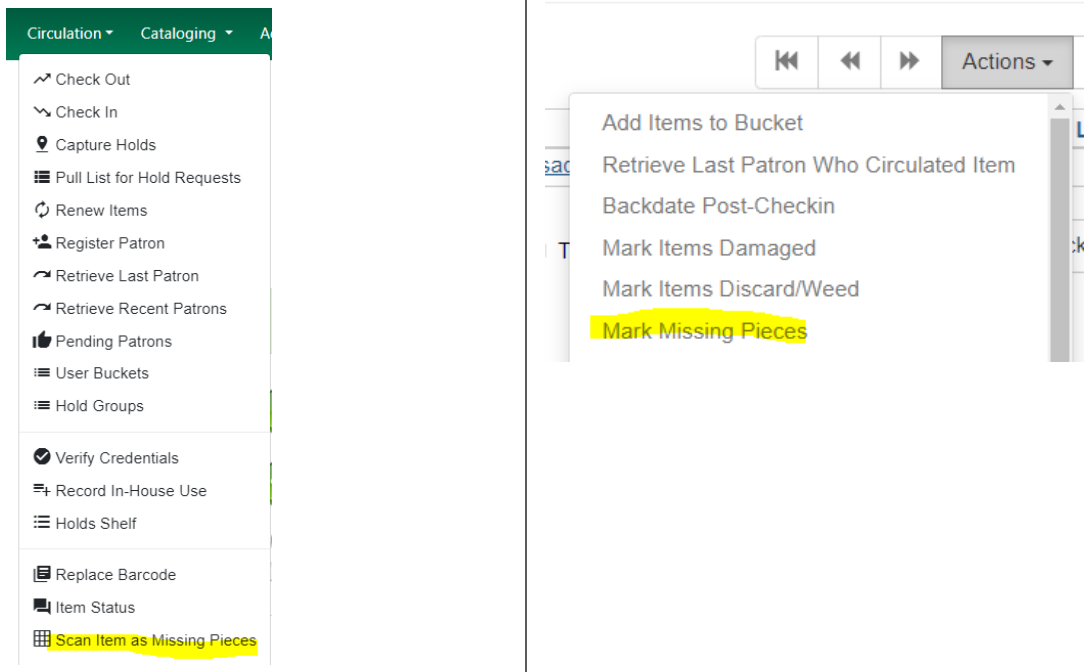 Circulation Cataloging
Check Out
Check In
Capture Holds
Pull List for Hold Requests
Renew Items
Register Patron
Retrieve Last Patron
Retrieve Recent Patrons
Pending Patrons
User Buckets
Hold Groups
Verify Credentials
Record In-House Use
Holds Shelf
Replace Barcode
Item Status
Scan Item as Missing Pieces
Actions
Add Items to Bucket
Retrieve Last Patron Who Circulated Item
Backdate Post-Checkin
Mark Items Damaged
Mark Items Discard/Weed
Mark Missing Pieces